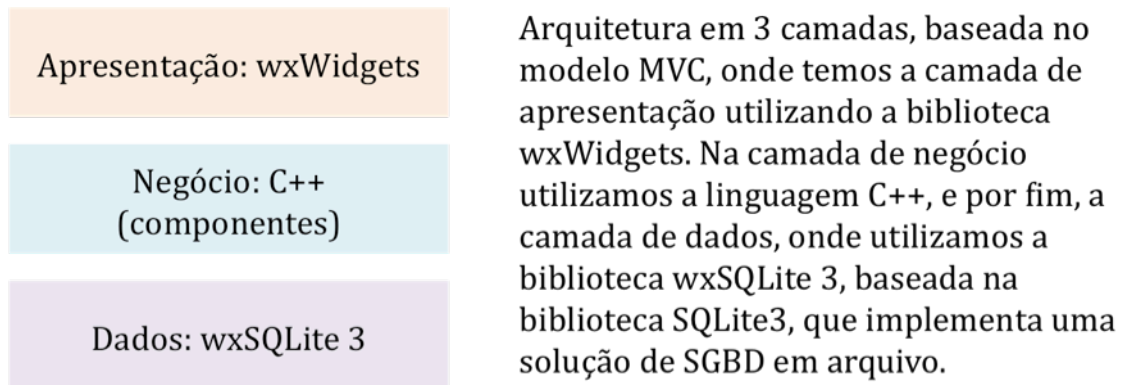 Apresentação: wxWidgets
Negócio: C++
(componentes)
Dados: wxSQLite 3
Arquitetura em 3 camadas, baseada no
modelo MVC, onde temos a camada de
apresentação utilizando a biblioteca
wxWidgets. Na camada de negócio
utilizamos a linguagem C++, e por fim, a
camada de dados, onde utilizamos a
biblioteca wxSQLite 3, baseada na
biblioteca SQLite3, que implementa uma
solução de SGBD em arquivo.